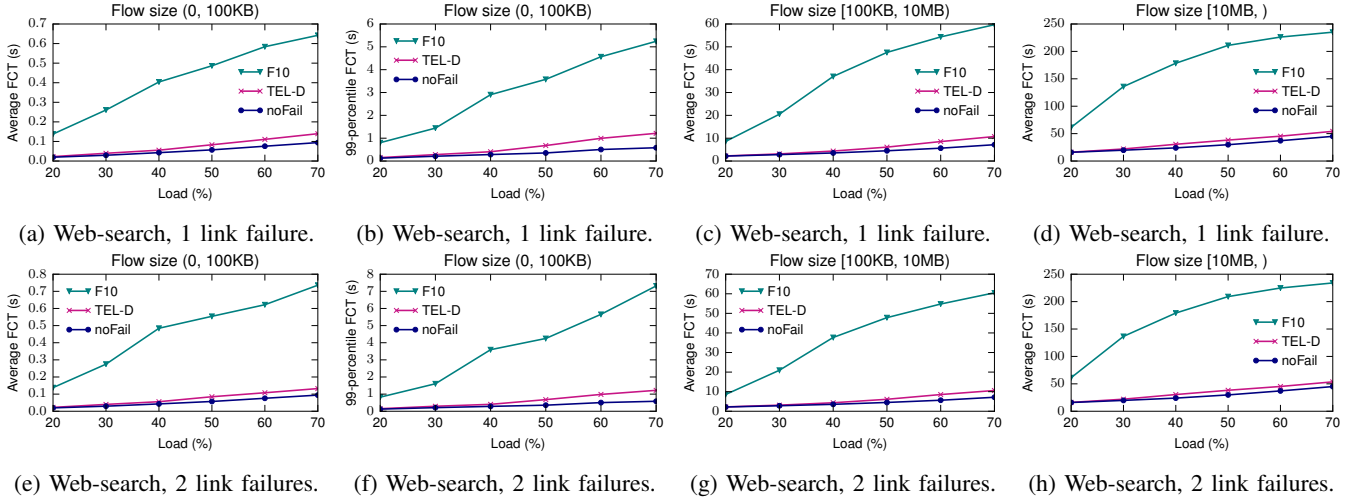 Flow size (0, 100KB)
Average FCT (s)
0.7
0.6
0.5
0.4
0.3
0.2
0.1
0.0
F10
TEL-D
noFail
20 30 40 50 60 70
Load (%)
(a) Web-search, 1 link failure.
Flow size (0, 100KB)
99-percentile FCT (s)
6
5
4
3
2
1
0
F10
TEL-D
noFail
20 30 40 50 60 70
Load (%)
(b) Web-search, 1 link failure.
Flow size [100KB, 10MB)
Average FCT (s)
60
50
40
30
20
10
0
F10
TEL-D
noFail
20 30 40 50 60 70
Load (%)
(c) Web-search, 1 link failure.
Flow size [10MB, )
Average FCT (s)
250
200
150
100
50
0
F10
TEL-D
noFail
20 30 40 50 60 70
Load (%)
(d) Web-search, 1 link failure.
Flow size (0, 100KB)
Average FCT (s)
0.8
0.7
0.6
0.5
0.4
0.3
0.2
0.1
0.0
F10
TEL-D
noFail
20 30 40 50 60 70
Load (%)
(e) Web-search, 2 link failures.
Flow size (0, 100KB)
99-percentile FCT (s)
8
7
6
5
4
3
2
1
0
F10
TEL-D
noFail
20 30 40 50 60 70
Load (%)
(f) Web-search, 2 link failures.
Flow size [100KB, 10MB)
Average FCT (s)
70
60
50
40
30
20
10
0
F10
TEL-D
noFail
20 30 40 50 60 70
Load (%)
(g) Web-search, 2 link failures.
Flow size [10MB, )
Average FCT (s)
250
200
150
100
50
0
F10
TEL-D
noFail
20 30 40 50 60 70
Load (%)
(h) Web-search, 2 link failures.